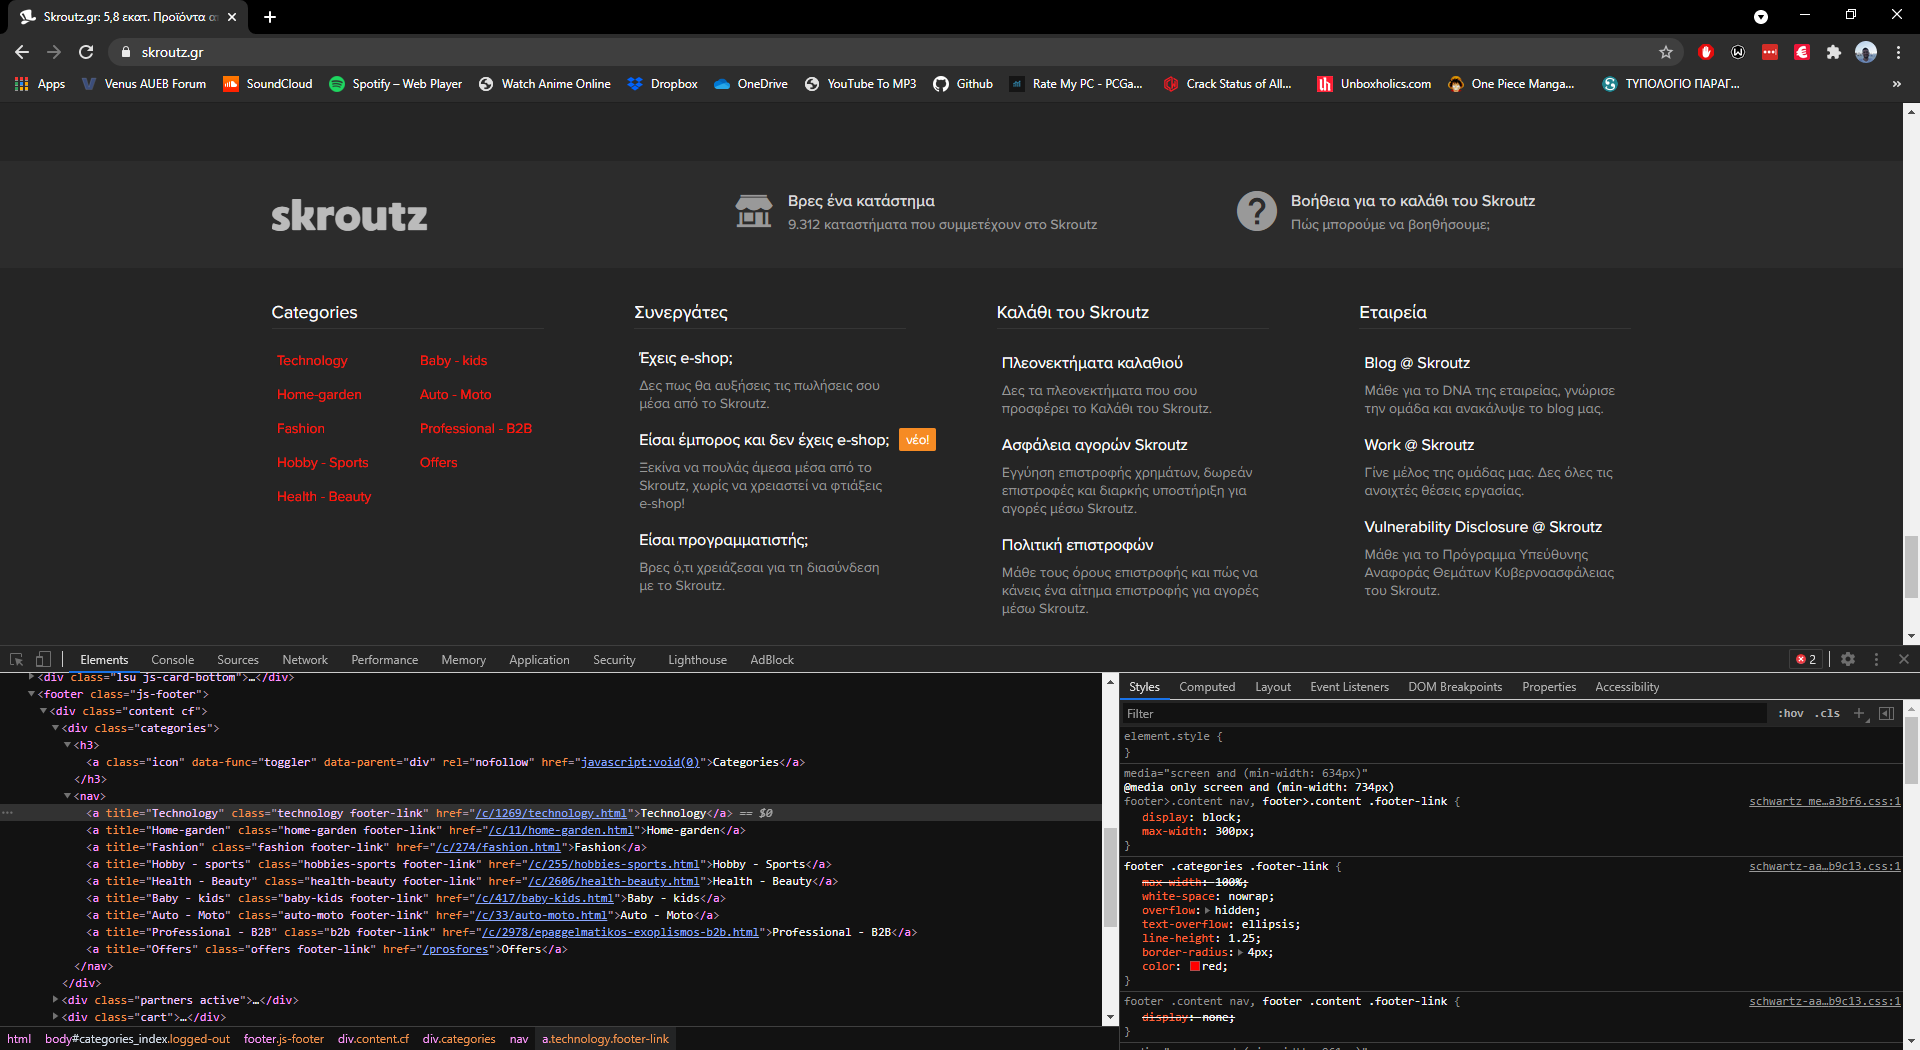 Skroutz.gr: 5,8 εκατ. Προϊόντα α
skroutz.gr
Apps Venus AUEB Forum SoundCloud Spotify – Web Player Watch Anime Online Dropbox OneDrive YouTube To MP3 Github Rate My PC - PCGa... Crack Status of All... Unboxholics.com One Piece Manga... ΤΥΠΟΛΟΓΙΟ ΠΑΡΑΓ... »
skroutz
Βρες ένα κατάστημα
9.312 καταστήματα που συμμετέχουν στο Skroutz
Βοήθεια για το καλάθι του Skroutz
Πώς μπορούμε να βοηθήσουμε;
Categories
Technology
Home-garden
Fashion
Hobby - Sports
Health - Beauty
Baby - kids
Auto - Moto
Professional - B2B
Offers
Συνεργάτες
Έχεις e-shop;
Δες πως θα αυξήσεις τις πωλήσεις σου
μέσα από το Skroutz.
Είσαι έμπορος και δεν έχεις e-shop; νέο!
Ξεκίνα να πουλάς άμεσα μέσα από το
Skroutz, χωρίς να χρειαστεί να φτιάξεις
e-shop!
Είσαι προγραμματιστής;
Βρες ό,τι χρειάζεσαι για τη διασύνδεση
με το Skroutz.
Καλάθι του Skroutz
Πλεονεκτήματα καλαθιού
Δες τα πλεονεκτήματα που σου
προσφέρει το Καλάθι του Skroutz.
Ασφάλεια αγορών Skroutz
Εγγύηση επιστροφής χρημάτων, δωρεάν
επιστροφές και διαρκής υποστήριξη για
αγορές μέσω Skroutz.
Πολιτική επιστροφών
Μάθε τους όρους επιστροφής και πώς να
κάνεις ένα αίτημα επιστροφής για αγορές
μέσω Skroutz.
Εταιρεία
Blog @ Skroutz
Μάθε για το DNA της εταιρείας, γνώρισε
την ομάδα και ανακάλυψε το blog μας.
Work @ Skroutz
Γίνε μέλος της ομάδας μας. Δες όλες τις
ανοιχτές θέσεις εργασίας.
Vulnerability Disclosure @ Skroutz
Μάθε για το Πρόγραμμα Υπεύθυνης
Αναφοράς Θεμάτων Κυβερνοασφάλειας
του Skroutz.
Elements Console Sources Network Performance Memory Application Security Lighthouse AdBlock 2
<div class="lsu js-card-bottom">…</div>
<footer class="js-footer">
<div class="content cf">
<div class="categories">
<h3>
<a class="icon" data-func="toggler" data-parent="div" rel="nofollow" href="javascript:void(0)">Categories</a>
</h3>
<nav>
<a title="Technology" class="technology footer-link" href="/c/1269/technology.html">Technology</a> == $0
<a title="Home-garden" class="home-garden footer-link" href="/c/11/home-garden.html">Home-garden</a>
<a title="Fashion" class="fashion footer-link" href="/c/274/fashion.html">Fashion</a>
<a title="Hobby - sports" class="hobbies-sports footer-link" href="/c/255/hobbies-sports.html">Hobby - Sports</a>
<a title="Health - Beauty" class="health-beauty footer-link" href="/c/2606/health-beauty.html">Health - Beauty</a>
<a title="Baby - kids" class="baby-kids footer-link" href="/c/417/baby-kids.html">Baby - kids</a>
<a title="Auto - Moto" class="auto-moto footer-link" href="/c/33/auto-moto.html">Auto - Moto</a>
<a title="Professional - B2B" class="b2b footer-link" href="/c/2978/epaggelmatikos-exoplismos-b2b.html">Professional - B2B</a>
<a title="Offers" class="offers footer-link" href="/prosfores">Offers</a>
</nav>
</div>
<div class="partners active">…</div>
<div class="cart">…</div>
html body#categories_index.logged-out footer.js-footer div.content.cf div.categories nav a.technology.footer-link
Styles Computed Layout Event Listeners DOM Breakpoints Properties Accessibility
Filter :hov .cls
element.style {
}
media="screen and (min-width: 634px)"
@media only screen and (min-width: 734px)
footer>.content nav, footer>.content .footer-link { schwartz_me…a3bf6.css:1
display: block;
max-width: 300px;
}
footer .categories .footer-link { schwartz-aa…b9c13.css:1
max-width: 100%;
white-space: nowrap;
overflow: hidden;
text-overflow: ellipsis;
line-height: 1.25;
border-radius: 4px;
color: red;
}
footer .content nav, footer .content .footer-link { schwartz-aa…b9c13.css:1
display: none;
}